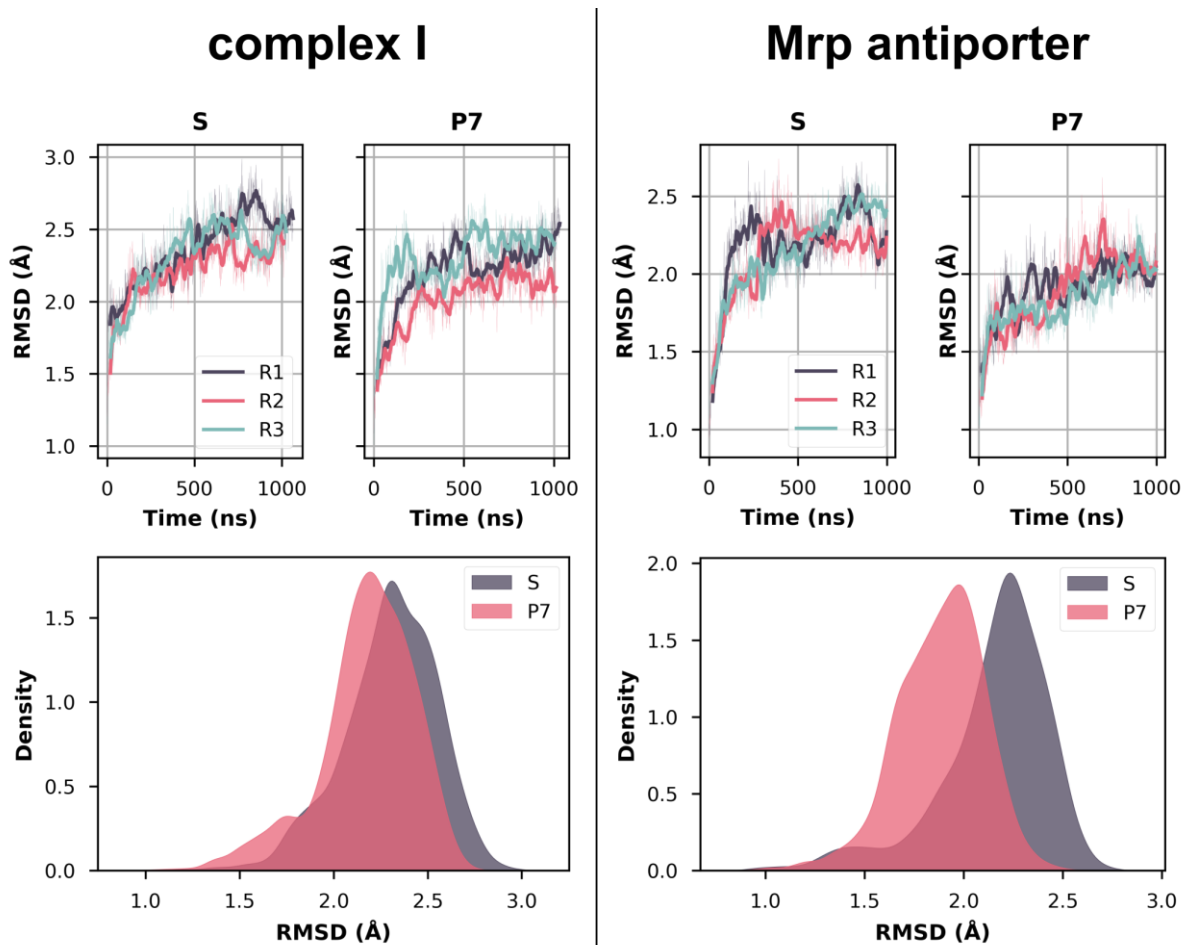 complex I
S
P7
RMSD (Å)
3.0
2.5
2.0
1.5
1.0
R1
R2
R3
0
500
1000
Time (ns)
RMSD (Å)
0
500
1000
Time (ns)
Density
1.5
1.0
0.5
0.0
S
P7
1.0
1.5
2.0
2.5
3.0
RMSD (Å)
Mrp antiporter
S
P7
RMSD (Å)
2.5
2.0
1.5
1.0
R1
R2
R3
0
500
1000
Time (ns)
RMSD (Å)
0
500
1000
Time (ns)
Density
2.0
1.5
1.0
0.5
0.0
S
P7
1.0
1.5
2.0
2.5
3.0
RMSD (Å)